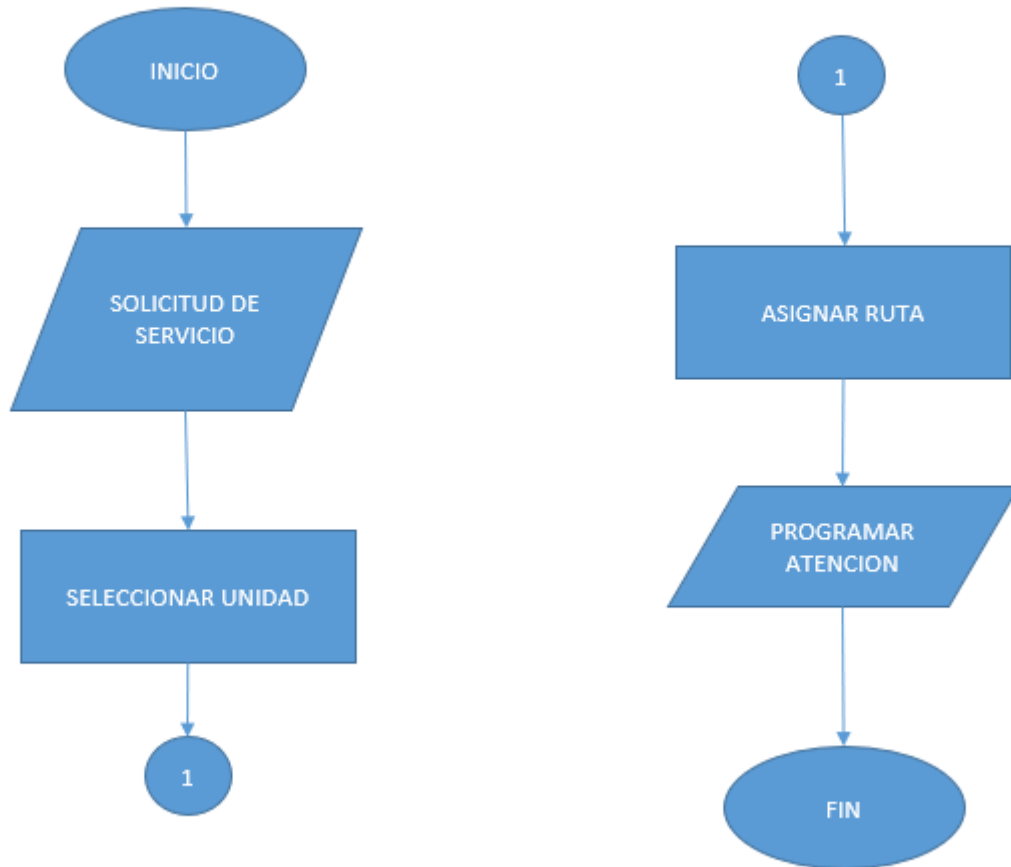 INICIO
SOLICITUD DE
SERVICIO
SELECCIONAR UNIDAD
1
1
ASIGNAR RUTA
PROGRAMAR
ATENCION
FIN